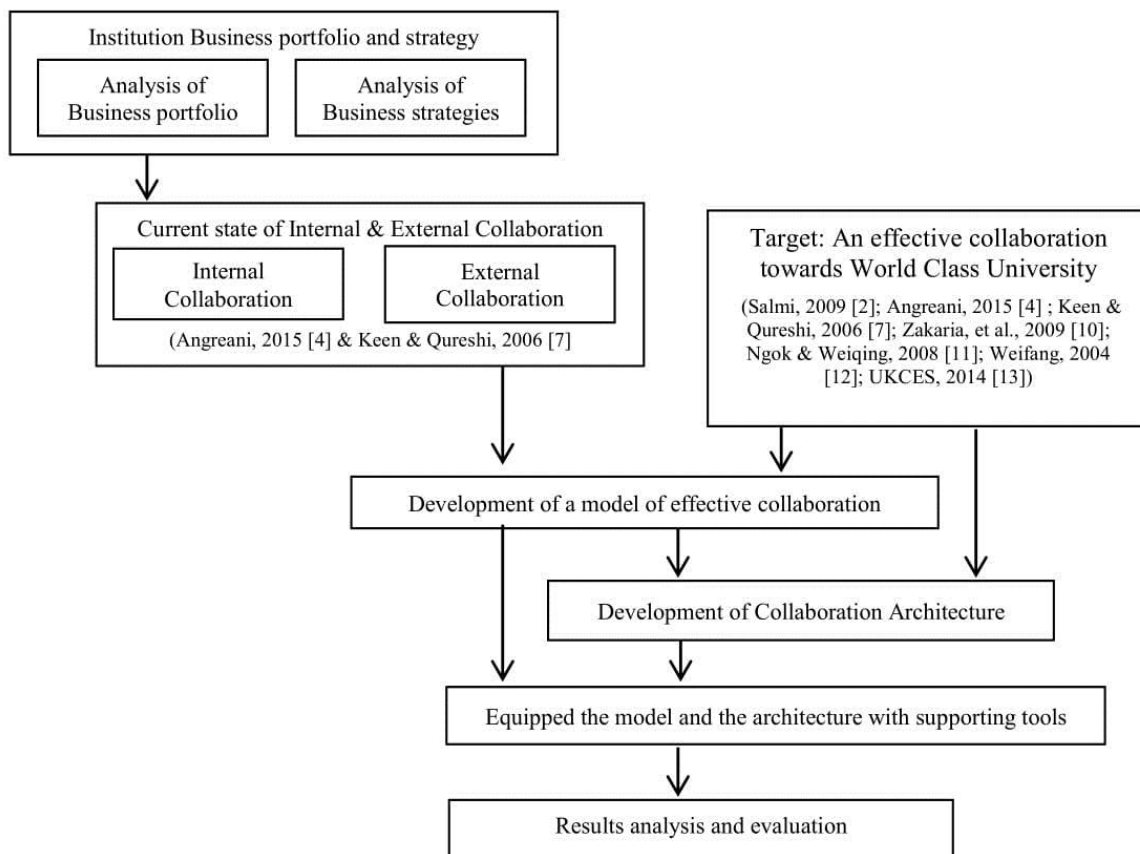 Institution Business portfolio and strategy
Analysis of
Business portfolio
Analysis of
Business strategies
Current state of Internal & External Collaboration
Internal
Collaboration
External
Collaboration
(Angreani, 2015 [4] & Keen & Qureshi, 2006 [7]
Target: An effective collaboration
towards World Class University
(Salmi, 2009 [2]; Angreani, 2015 [4] ; Keen &
Qureshi, 2006 [7]; Zakaria, et al., 2009 [10];
Ngok & Weiqing, 2008 [11]; Weifang, 2004
[12]; UKCES, 2014 [13])
Development of a model of effective collaboration
Development of Collaboration Architecture
Equipped the model and the architecture with supporting tools
Results analysis and evaluation